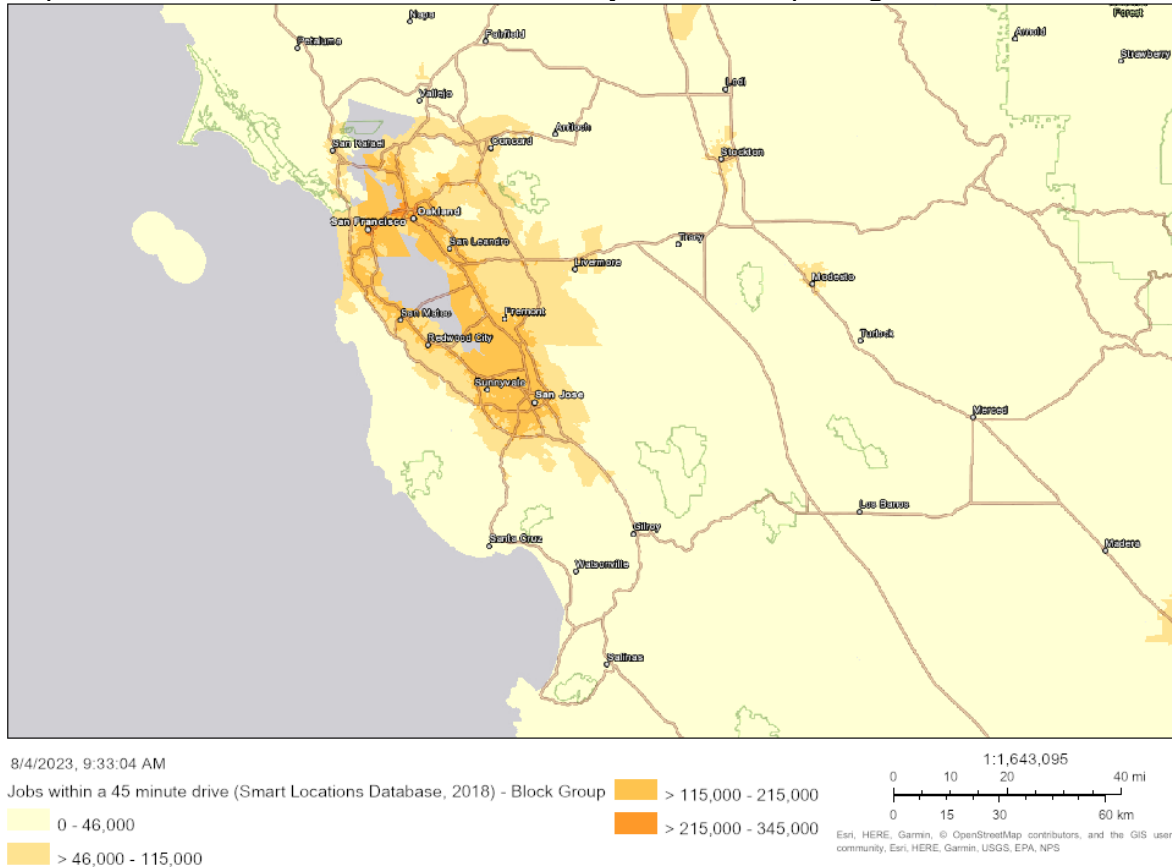 Napa
Forest
Petaluma
Fairfield
Arnold
Strawberry
Vallejo
Lodi
Antioch
San Rafael
Concord
Stockton
Oakland
San Francisco
San Leandro
Tracy
Livermore
Modesto
San Mateo
Fremont
Redwood City
Turlock
Sunnyvale
San Jose
Merced
Los Banos
Santa Cruz
Gilroy
Madera
Watsonville
Salinas
8/4/2023, 9:33:04 AM
Jobs within a 45 minute drive (Smart Locations Database, 2018) - Block Group
0 - 46,000
> 46,000 - 115,000
> 115,000 - 215,000
> 215,000 - 345,000
1:1,643,095
0 10 20 40 mi
0 15 30 60 km
Esri, HERE, Garmin, © OpenStreetMap contributors, and the GIS user
community, Esri, HERE, Garmin, USGS, EPA, NPS